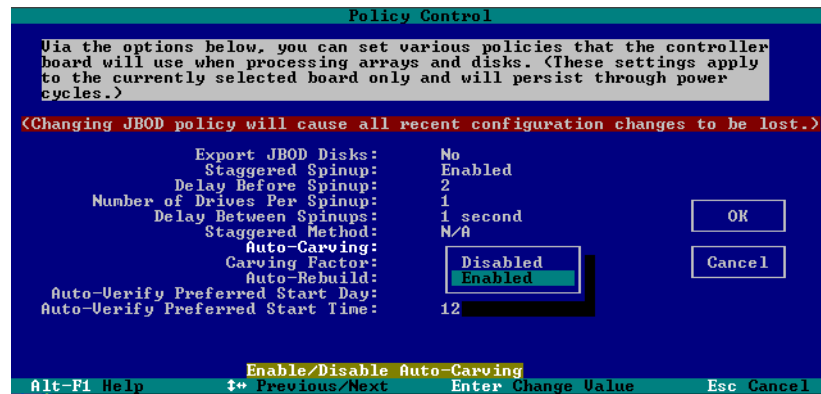 Policy Control
Via the options below, you can set various policies that the controller
board will use when processing arrays and disks. (These settings apply
to the currently selected board only and will persist through power
cycles.)
(Changing JBOD policy will cause all recent configuration changes to be lost.)
Export JBOD Disks: No
Staggered Spinup: Enabled
Delay Before Spinup: 2
Number of Drives Per Spinup: 1
Delay Between Spinups: 1 second
Staggered Method: N/A
Auto-Carving:
Carving Factor:
Auto-Rebuild:
Auto-Verify Preferred Start Day:
Auto-Verify Preferred Start Time: 12
Disabled
Enabled
OK
Cancel
Enable/Disable Auto-Carving
Alt-F1 Help ↕↔ Previous/Next Enter Change Value Esc Cancel